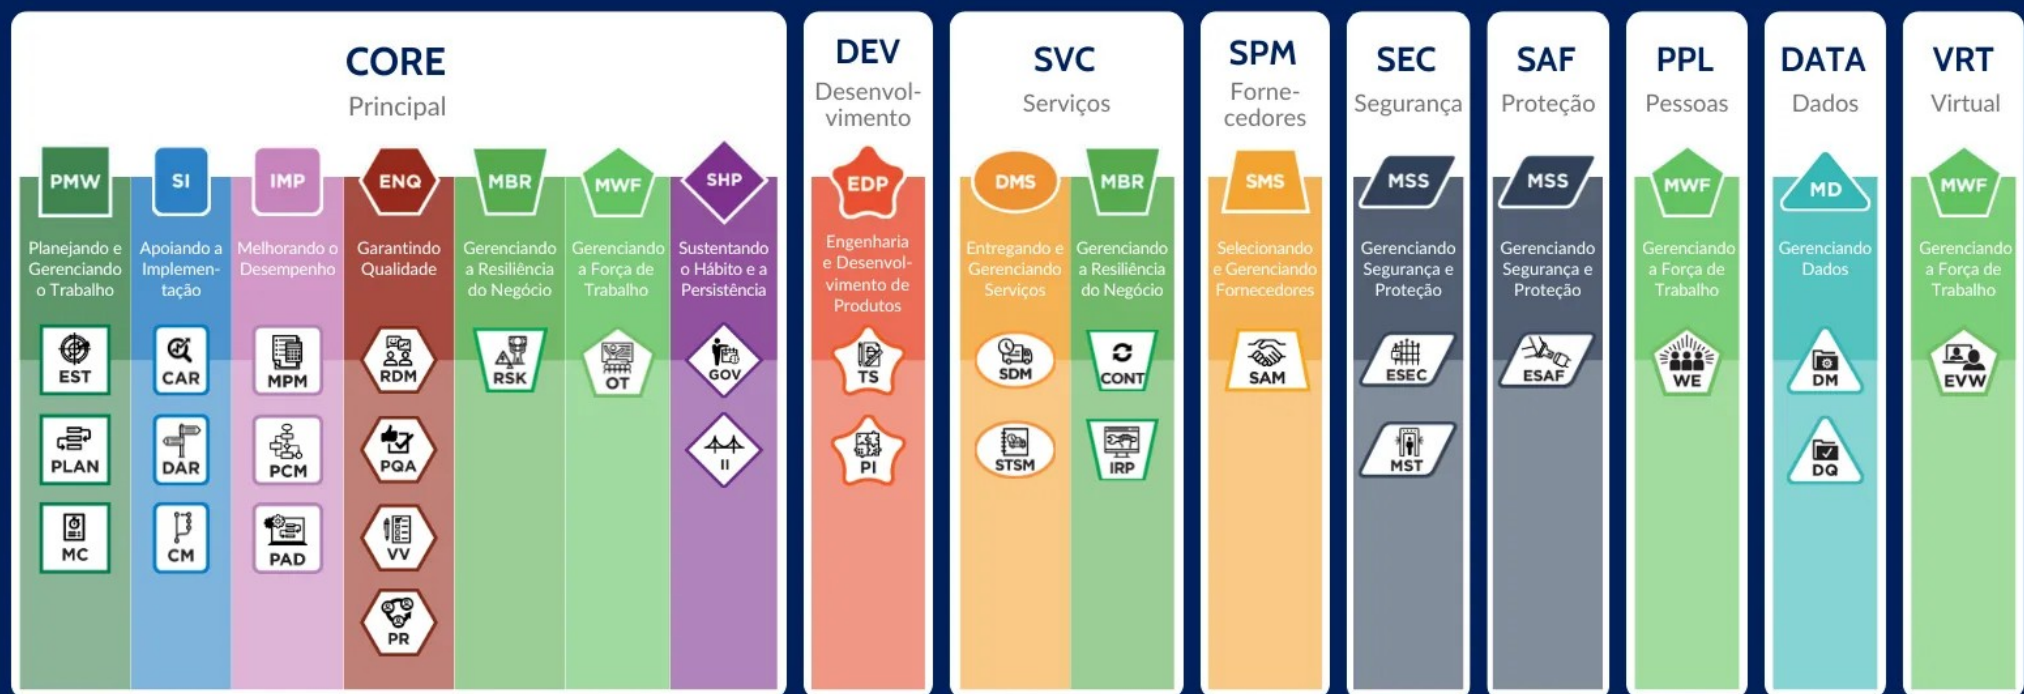 CORE
Principal
PMW
Planejando e
Gerenciando
o Trabalho
EST
PLAN
MC
SI
Apoiando a
Implemen-
tação
CAR
DAR
CM
IMP
Melhorando o
Desempenho
MPM
PCM
PAD
ENQ
Garantindo
Qualidade
RDM
PQA
VV
PR
MBR
Gerenciando
a Resiliência
do Negócio
RSK
MWF
Gerenciando
a Força de
Trabalho
OT
SHP
Sustentando
o Hábito e a
Persistência
GOV
II
DEV
Desenvol-
vimento
EDP
Engenharia
e Desenvol-
vimento de
Produtos
TS
PI
SVC
Serviços
DMS
Entregando e
Gerenciando
Serviços
SDM
STSM
MBR
Gerenciando
a Resiliência
do Negócio
CONT
IRP
SPM
Forne-
cedores
SMS
Selecionando
e Gerenciando
Fornecedores
SAM
SEC
Segurança
MSS
Gerenciando
Segurança e
Proteção
ESEC
MST
SAF
Proteção
MSS
Gerenciando
Segurança e
Proteção
ESAF
PPL
Pessoas
MWF
Gerenciando
a Força de
Trabalho
WE
DATA
Dados
MD
Gerenciando
Dados
DM
DQ
VRT
Virtual
MWF
Gerenciando
a Força de
Trabalho
EVW